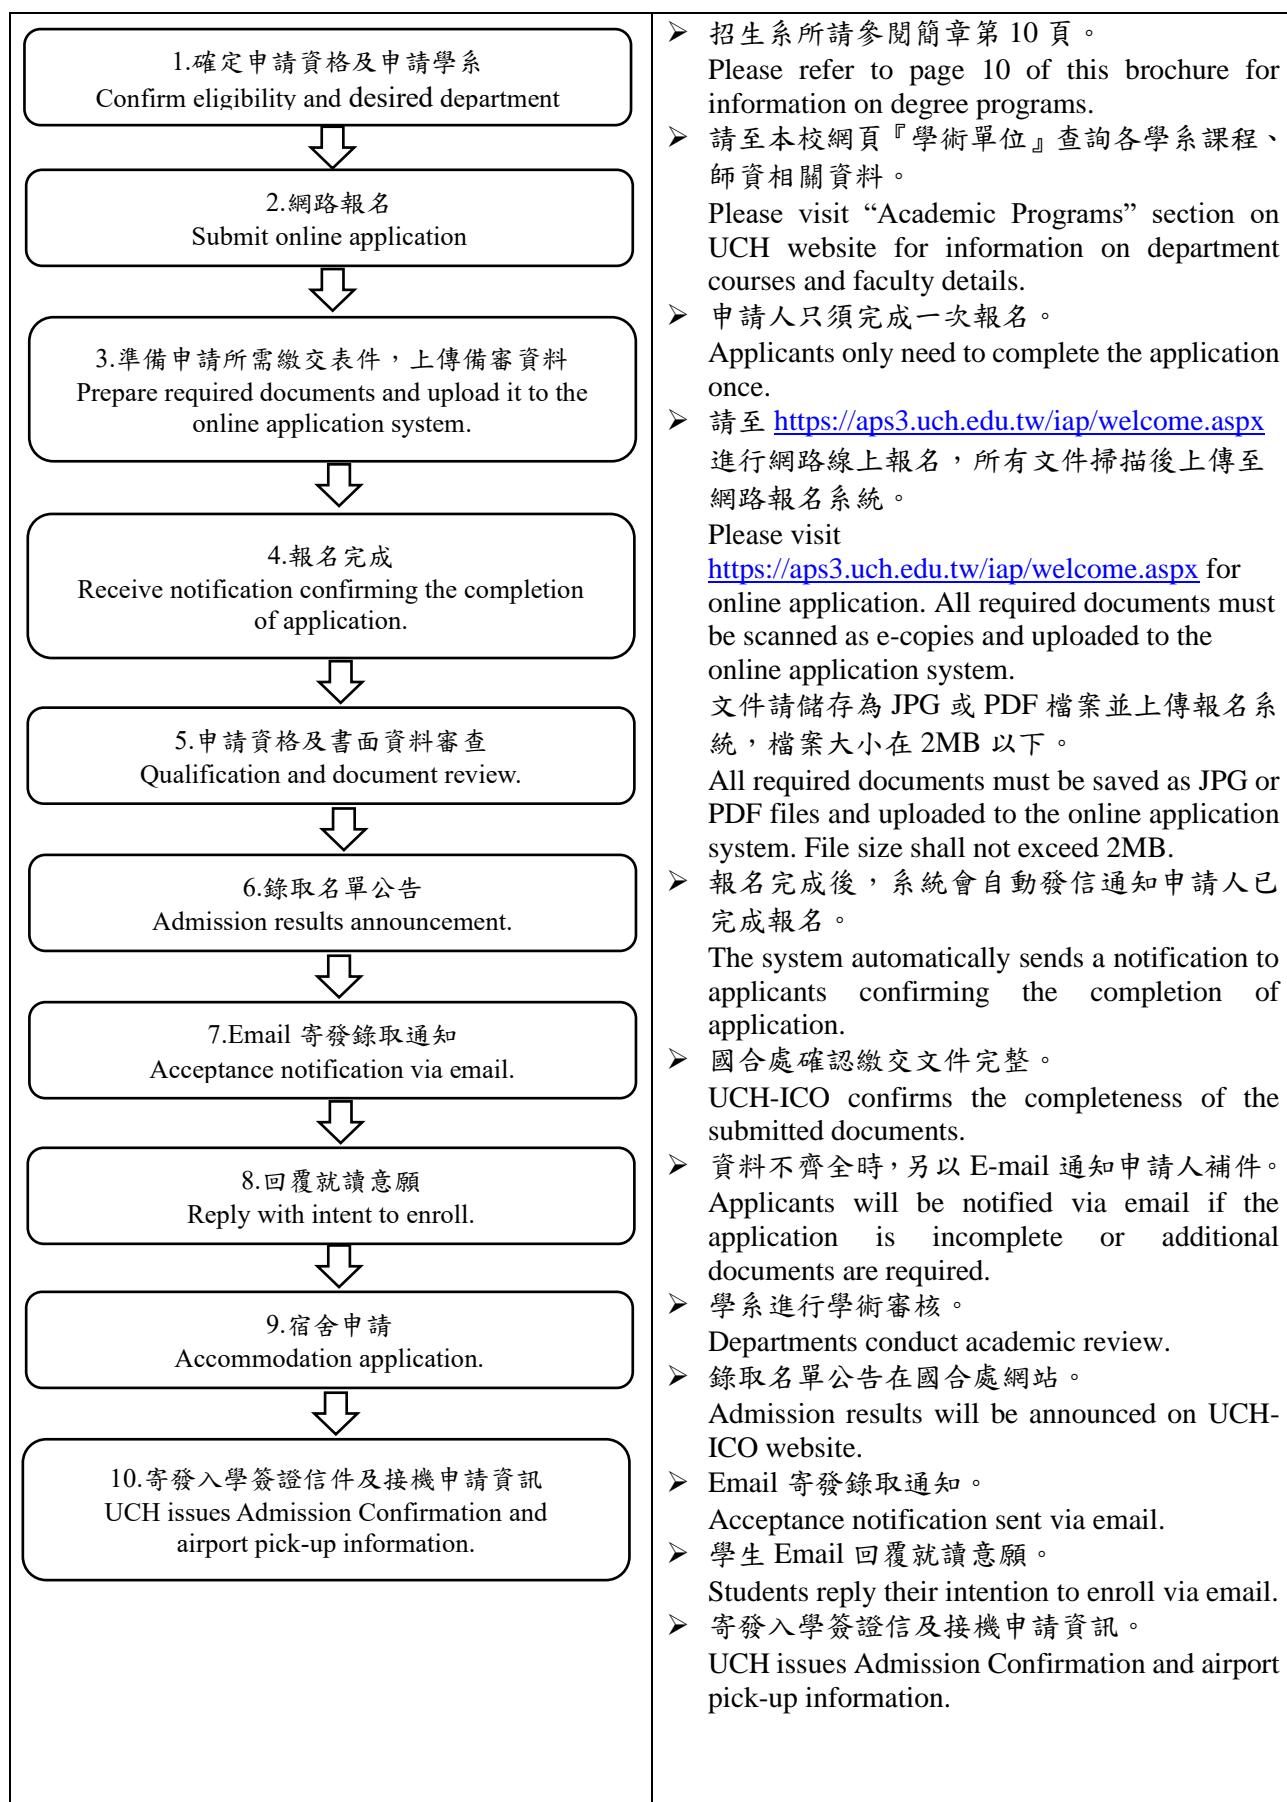 1.確定申請資格及申請學系
Confirm eligibility and desired department
2.網路報名
Submit online application
3.準備申請所需繳交表件，上傳備審資料
Prepare required documents and upload it to the
online application system.
4.報名完成
Receive notification confirming the completion
of application.
5.申請資格及書面資料審查
Qualification and document review.
6.錄取名單公告
Admission results announcement.
7.Email 寄發錄取通知
Acceptance notification via email.
8.回覆就讀意願
Reply with intent to enroll.
9.宿舍申請
Accommodation application.
10.寄發入學簽證信件及接機申請資訊
UCH issues Admission Confirmation and
airport pick-up information.
➢ 招生系所請參閱簡章第 10 頁。
Please refer to page 10 of this brochure for
information on degree programs.
➢ 請至本校網頁『學術單位』查詢各學系課程、
師資相關資料。
Please visit “Academic Programs” section on
UCH website for information on department
courses and faculty details.
➢ 申請人只須完成一次報名。
Applicants only need to complete the application
once.
➢ 請至 https://aps3.uch.edu.tw/iap/welcome.aspx
進行網路線上報名，所有文件掃描後上傳至
網路報名系統。
Please visit
https://aps3.uch.edu.tw/iap/welcome.aspx for
online application. All required documents must
be scanned as e-copies and uploaded to the
online application system.
文件請儲存為 JPG 或 PDF 檔案並上傳報名系
統，檔案大小在 2MB 以下。
All required documents must be saved as JPG or
PDF files and uploaded to the online application
system. File size shall not exceed 2MB.
➢ 報名完成後，系統會自動發信通知申請人已
完成報名。
The system automatically sends a notification to
applicants confirming the completion of
application.
➢ 國合處確認繳交文件完整。
UCH-ICO confirms the completeness of the
submitted documents.
➢ 資料不齊全時，另以 E-mail 通知申請人補件。
Applicants will be notified via email if the
application is incomplete or additional
documents are required.
➢ 學系進行學術審核。
Departments conduct academic review.
➢ 錄取名單公告在國合處網站。
Admission results will be announced on UCH-
ICO website.
➢ Email 寄發錄取通知。
Acceptance notification sent via email.
➢ 學生 Email 回覆就讀意願。
Students reply their intention to enroll via email.
➢ 寄發入學簽證信及接機申請資訊。
UCH issues Admission Confirmation and airport
pick-up information.